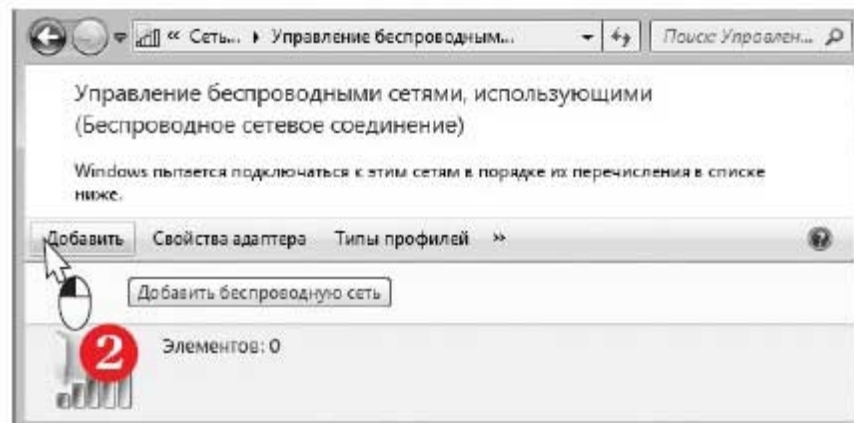 « Сеть... ▸ Управление беспроводным... Поиск: Управлен...
Управление беспроводными сетями, использующими
(Беспроводное сетевое соединение)
Windows пытается подключаться к этим сетям в порядке их перечисления в списке
ниже.
Добавить Свойства адаптера Типы профилей »
Добавить беспроводную сеть
2
Элементов: 0